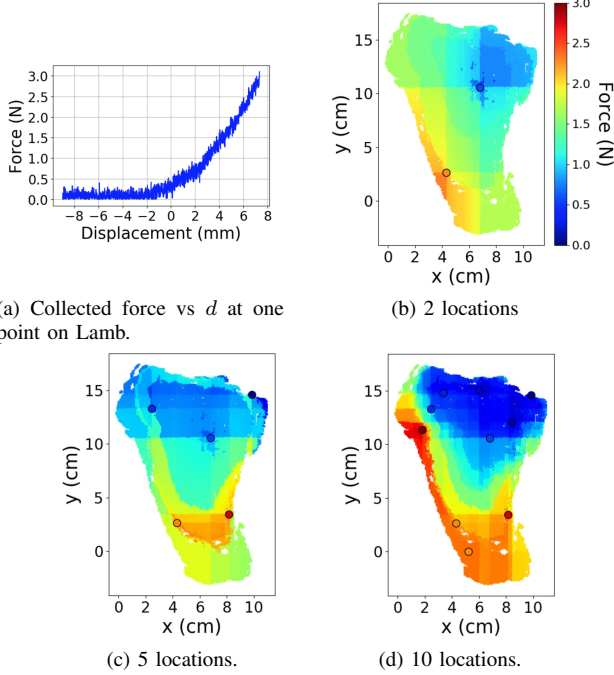 3.0
2.5
2.0
1.5
1.0
0.5
0.0
Force (N)
−8 −6 −4 −2 0 2 4 6 8
Displacement (mm)
(a) Collected force vs d at one
point on Lamb.
15
10
5
0
y (cm)
0 2 4 6 8 10
x (cm)
3.0
2.5
2.0
1.5
1.0
0.5
0.0
Force (N)
(b) 2 locations
15
10
5
0
y (cm)
0 2 4 6 8 10
x (cm)
(c) 5 locations.
15
10
5
0
y (cm)
0 2 4 6 8 10
x (cm)
(d) 10 locations.